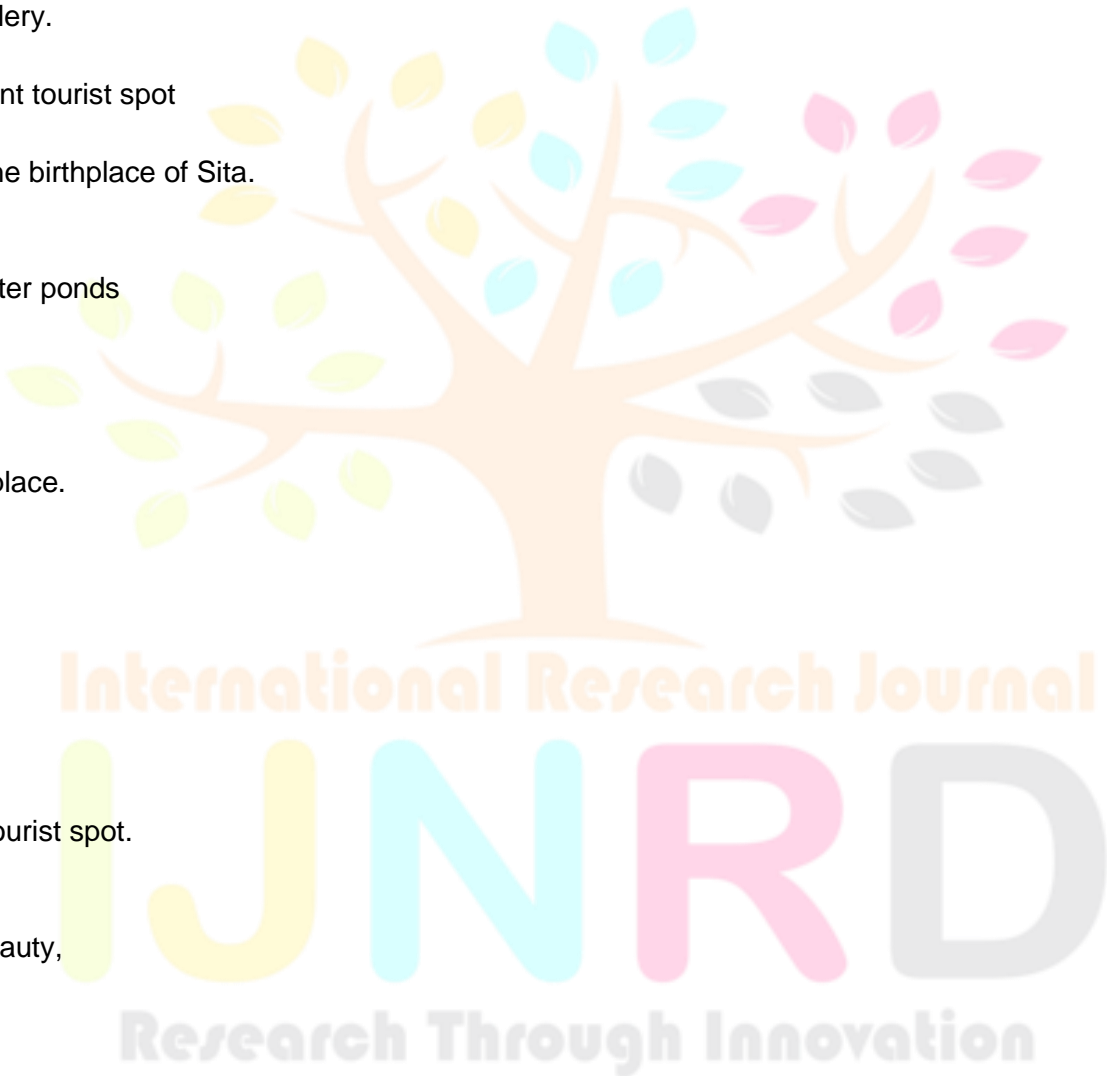 lery.
nt tourist spot
ne birthplace of Sita.
ter ponds
place.
International Research Journal
ourist spot.
auty,
IJNRD
Research Through Innovation